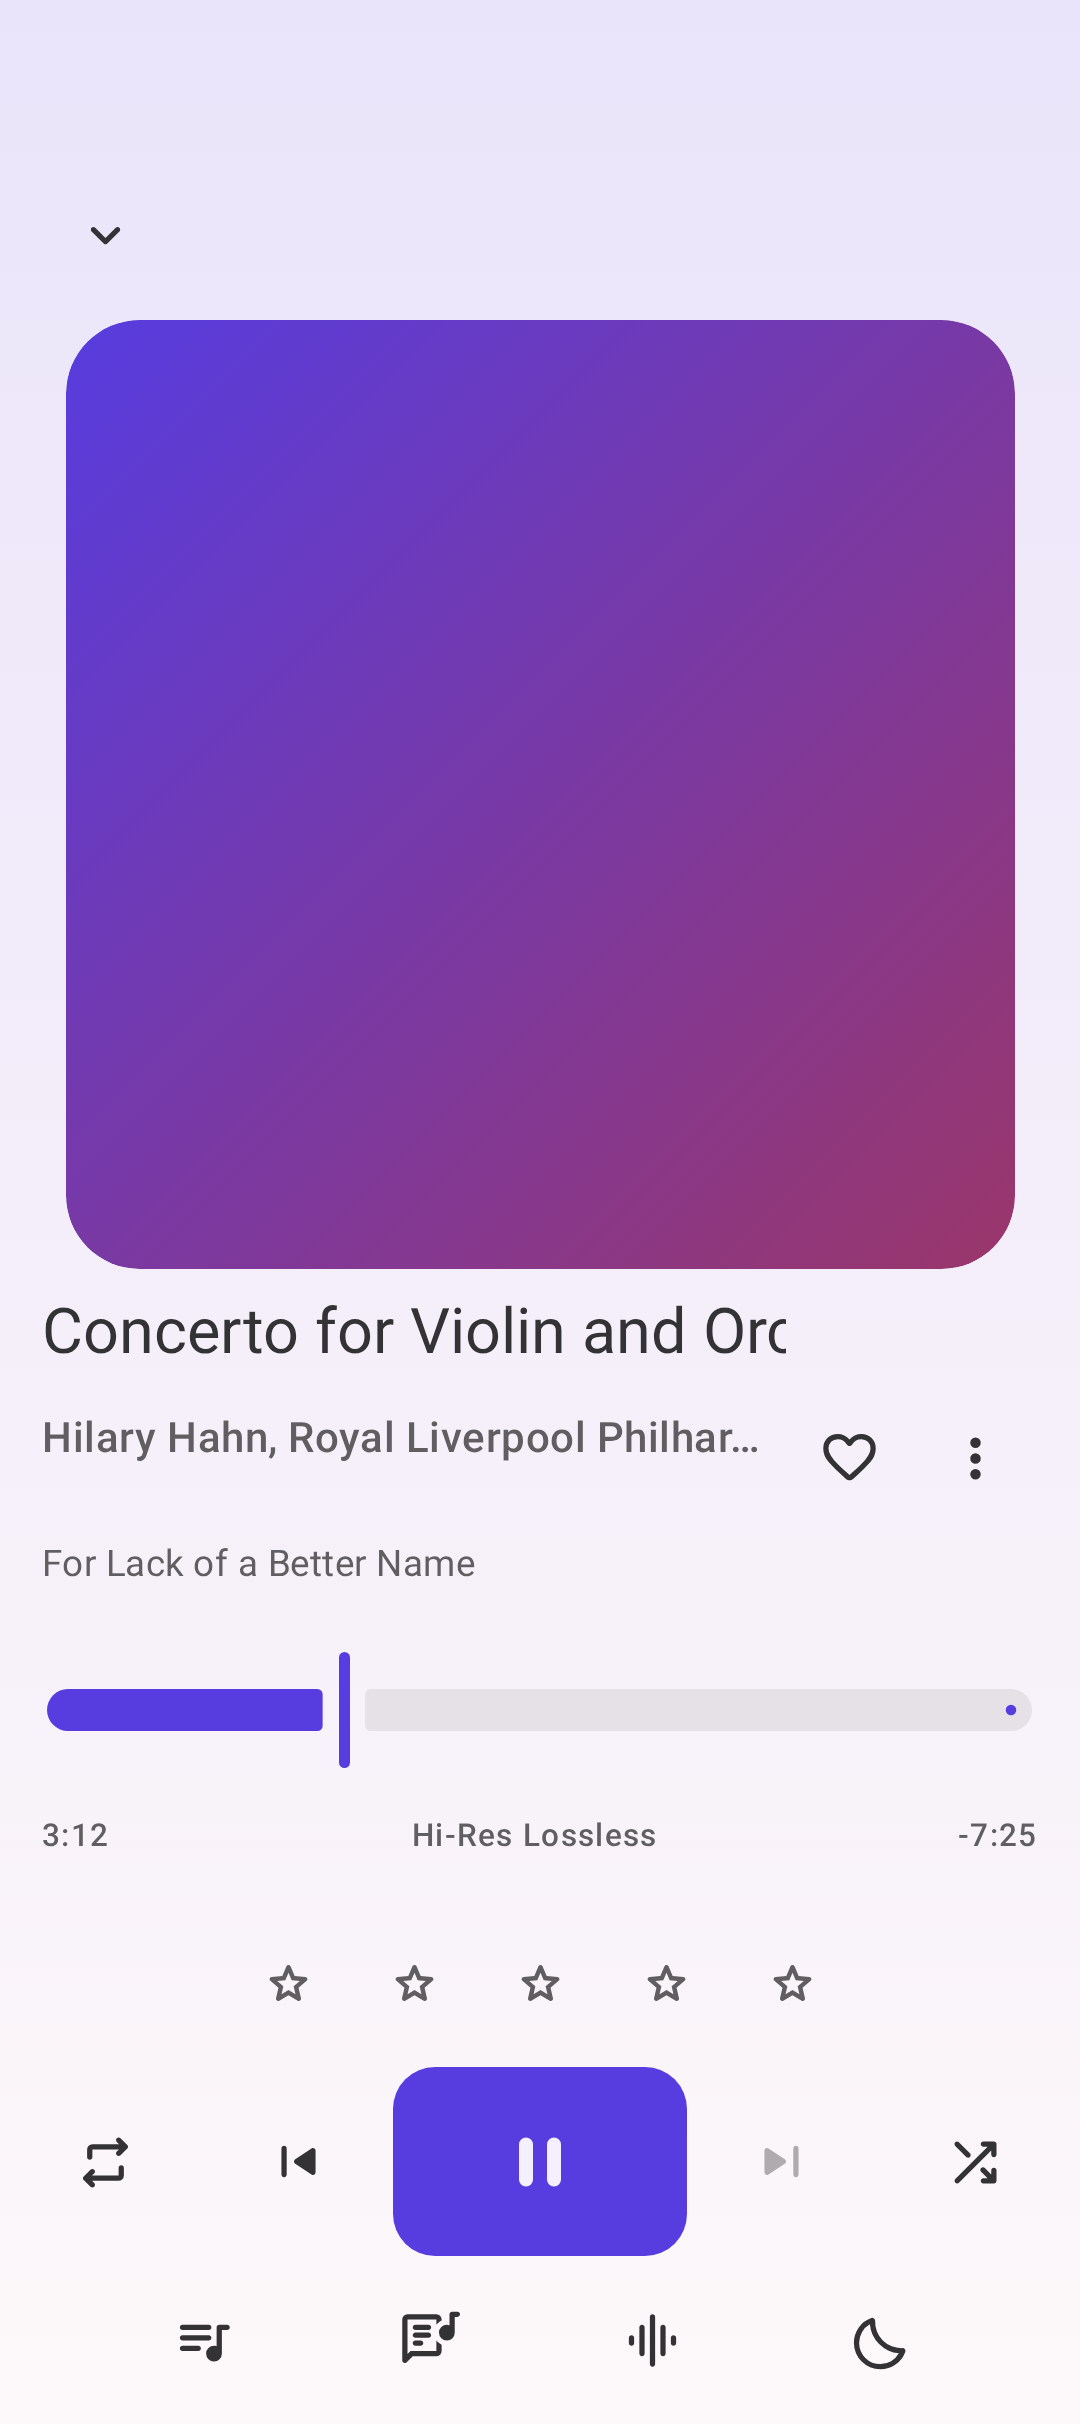 Concerto for Violin and Orc
Hilary Hahn, Royal Liverpool Philhar...
For Lack of a Better Name
3:12
Hi-Res Lossless
-7:25